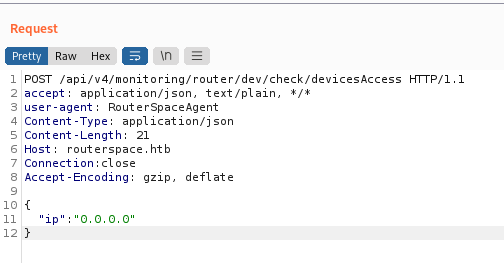 Request
Pretty Raw Hex \n
1 POST /api/v4/monitoring/router/dev/check/devicesAccess HTTP/1.1
2 accept: application/json, text/plain, */*
3 user-agent: RouterSpaceAgent
4 Content-Type: application/json
5 Content-Length: 21
6 Host: routerspace.htb
7 Connection:close
8 Accept-Encoding: gzip, deflate
9
10 {
11 "ip":"0.0.0.0"
12 }